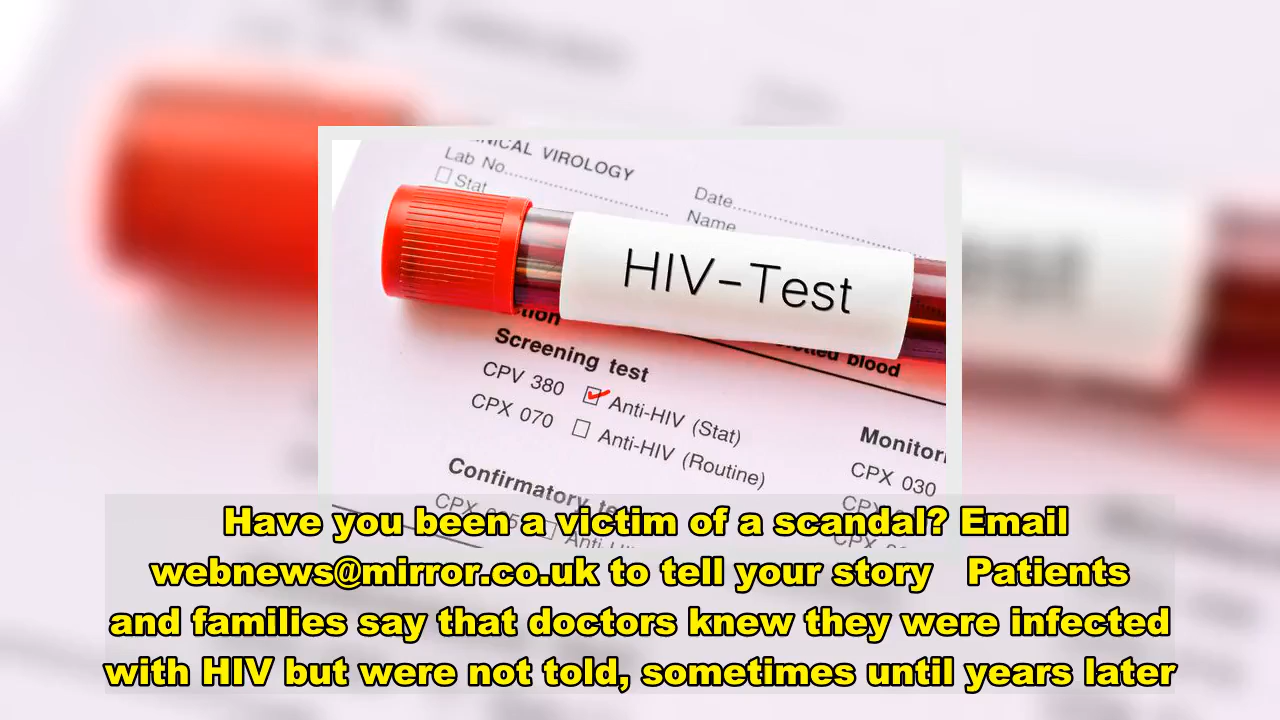 CLINICAL VIROLOGY
Lab No.
Stat
Date
Name
HIV-Test
blood
Screening test
CPV 380 Anti-HIV (Stat)
CPX 070 Anti-HIV (Routine)
CPX 030
Confirmatory
Have you been a victim of a scandal? Email
webnews@mirror.co.uk to tell your story Patients
and families say that doctors knew they were infected
with HIV but were not told, sometimes until years later